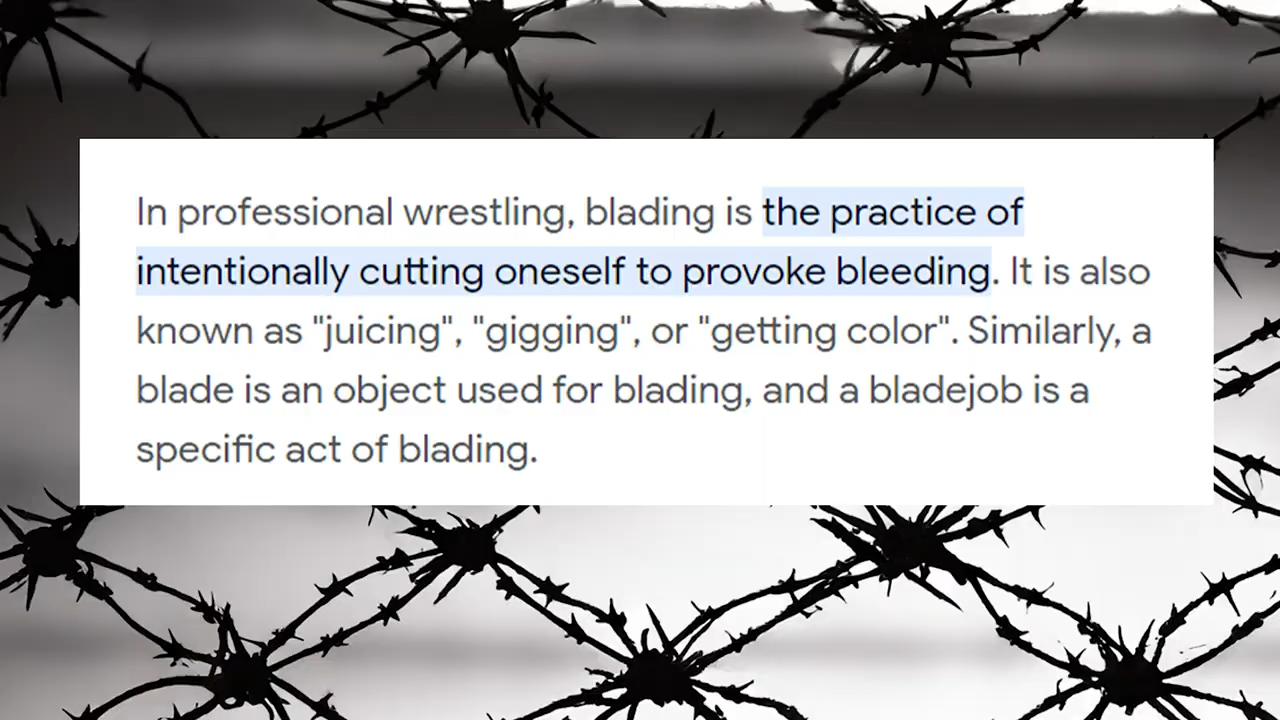 In professional wrestling, blading is the practice of
intentionally cutting oneself to provoke bleeding. It is also
known as "juicing", "gigging", or "getting color". Similarly, a
blade is an object used for blading, and a bladejob is a
specific act of blading.